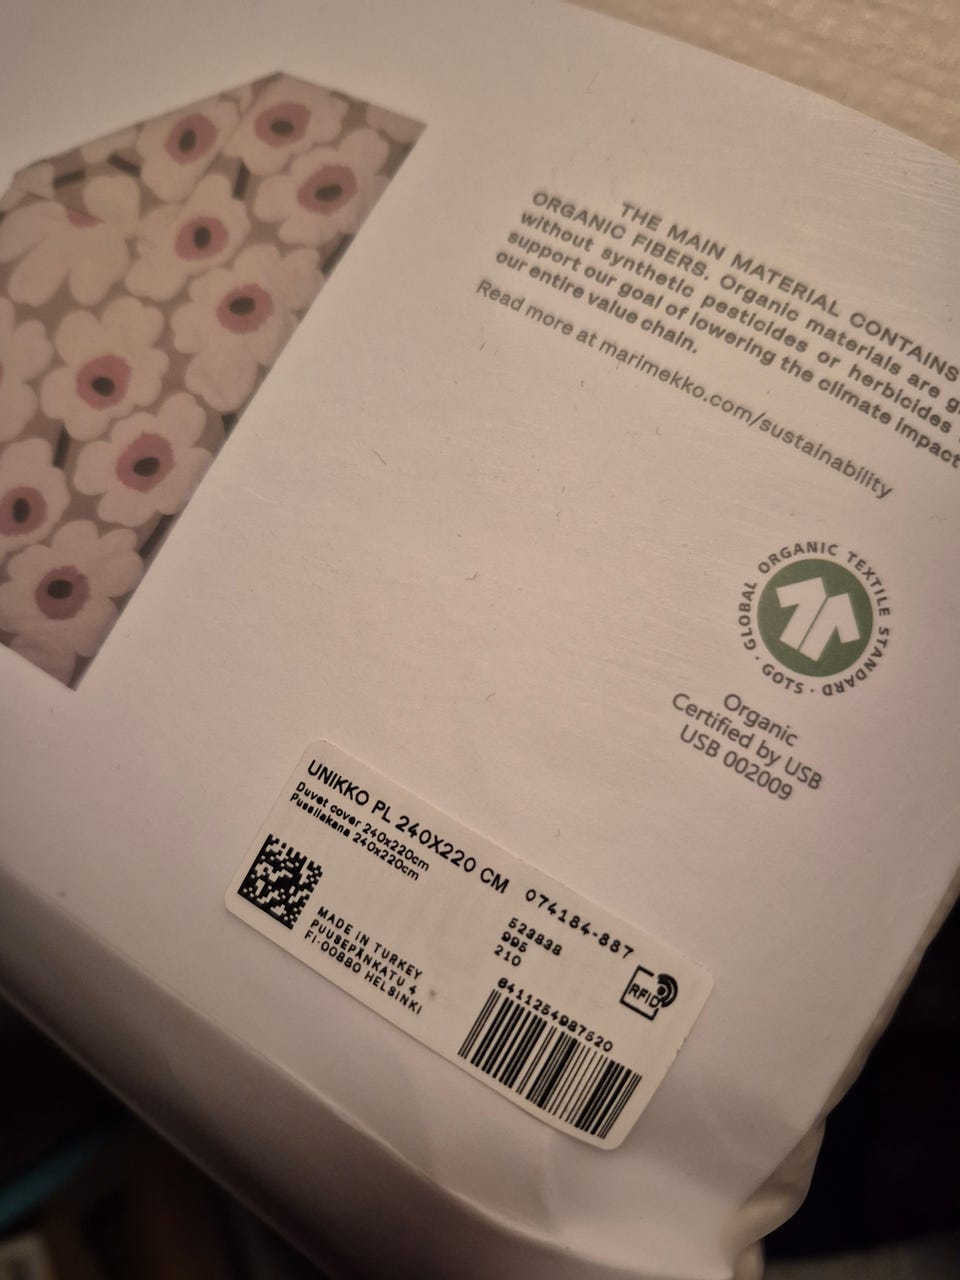 THE MAIN MATERIAL CONTAINS
ORGANIC FIBERS. Organic materials are
without synthetic pesticides or herbicides
support our goal of lowering the climate impact
our entire value chain.
Read more at marimekko.com/sustainability
GLOBAL ORGANIC TEXTILE STANDARD · GOTS ·
Organic
Certified by USB
USB 002009
UNIKKO PL 240X220 CM 074184-887
Duvet cover 240x220cm
Pussilakana 240x220cm
523838
995
210
RFID
MADE IN TURKEY
PUUSEPÄNKATU 4
FI-00880 HELSINKI
8411254987520